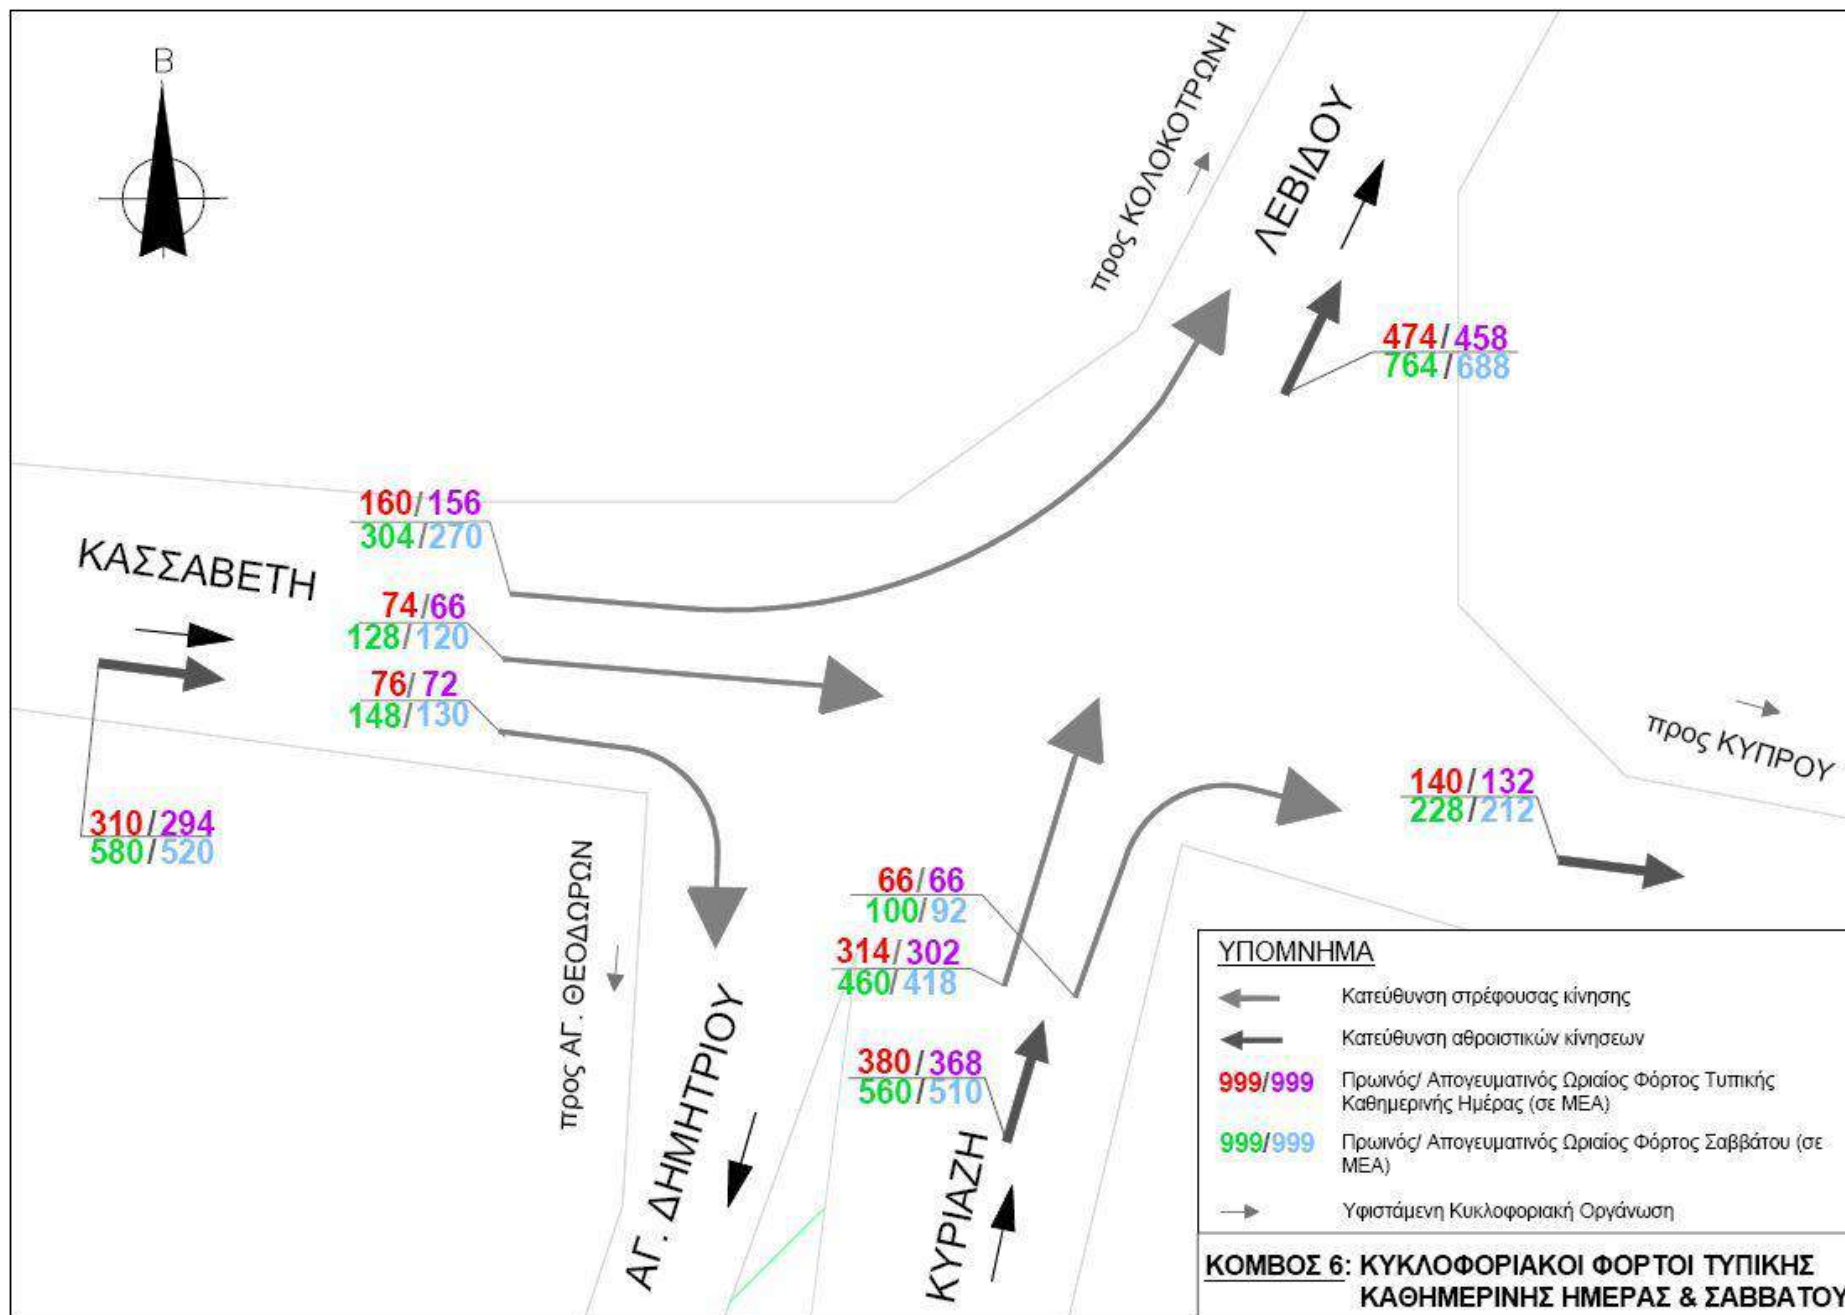 Β
προς ΚΟΛΟΚΟΤΡΩΝΗ
ΛΕΒΙΔΟΥ
474/458
764/688
160/156
304/270
ΚΑΣΣΑΒΕΤΗ
74/66
128/120
76/72
148/130
310/294
580/520
προς ΚΥΠΡΟΥ
140/132
228/212
προς ΑΓ. ΘΕΟΔΩΡΩΝ
66/66
100/92
314/302
460/418
ΑΓ. ΔΗΜΗΤΡΙΟΥ
380/368
560/510
ΚΥΡΙΑΖΗ
ΥΠΟΜΝΗΜΑ
Κατεύθυνση στρέφουσας κίνησης
Κατεύθυνση αθροιστικών κίνησεων
999/999 Πρωινός/ Απογευματινός Ωριαίος Φόρτος Τυπικής
Καθημερινής Ημέρας (σε ΜΕΑ)
999/999 Πρωινός/ Απογευματινός Ωριαίος Φόρτος Σαββάτου (σε
ΜΕΑ)
Υφιστάμενη Κυκλοφοριακή Οργάνωση
ΚΟΜΒΟΣ 6: ΚΥΚΛΟΦΟΡΙΑΚΟΙ ΦΟΡΤΟΙ ΤΥΠΙΚΗΣ
ΚΑΘΗΜΕΡΙΝΗΣ ΗΜΕΡΑΣ & ΣΑΒΒΑΤΟΥ